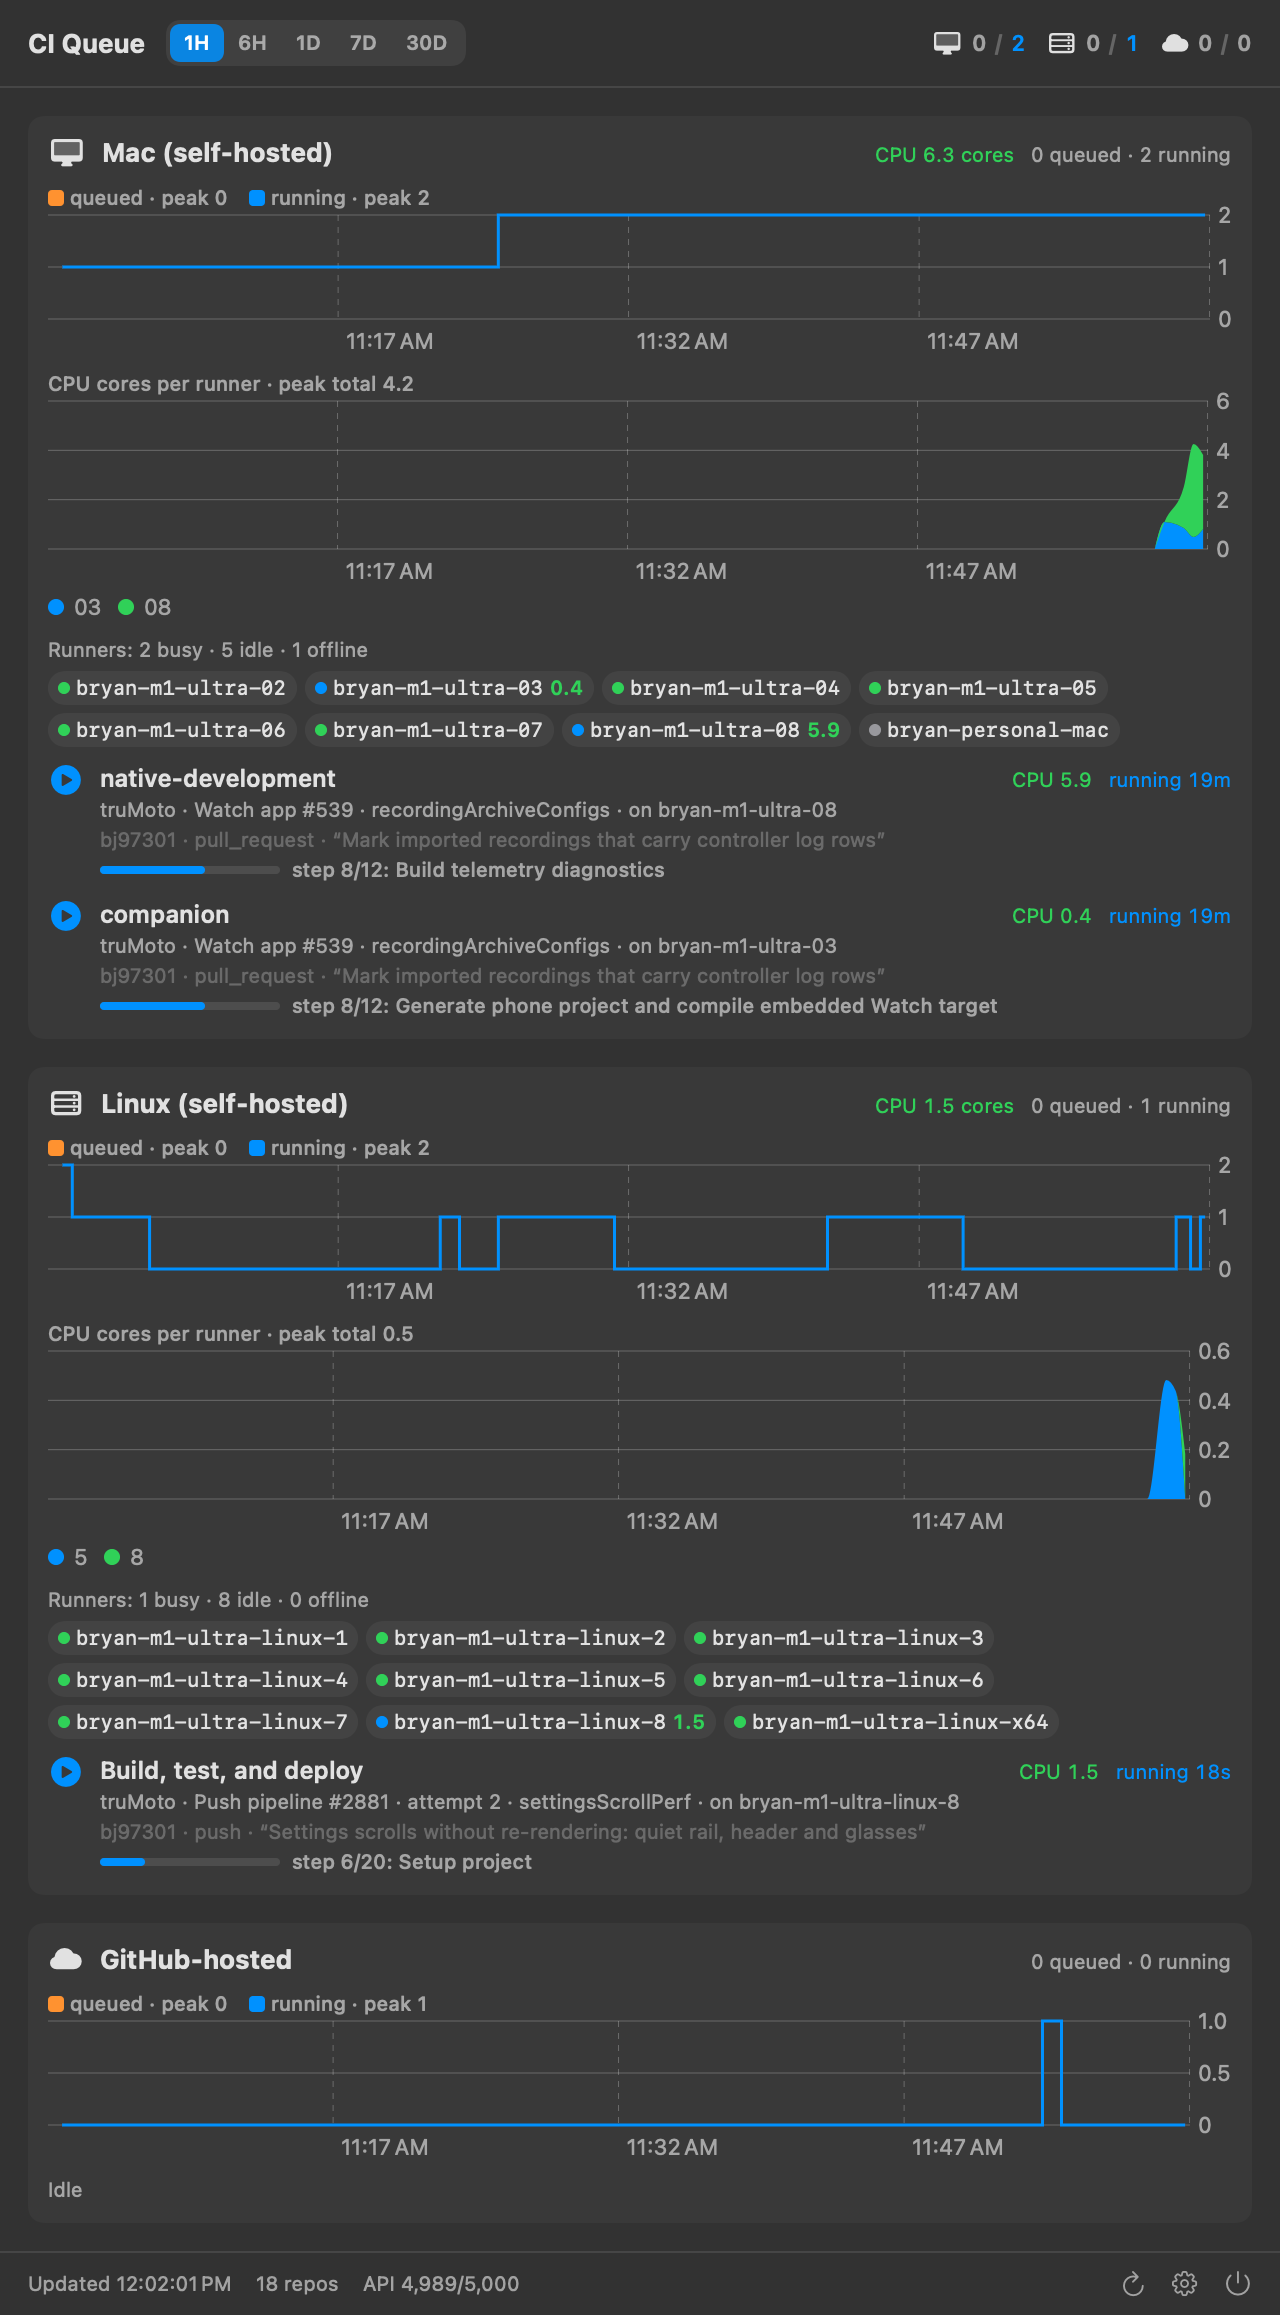 CI Queue 1H 6H 1D 7D 30D 0 / 2 0 / 1 0 / 0
Mac (self-hosted) CPU 6.3 cores 0 queued · 2 running
queued · peak 0 running · peak 2
2
1
0
11:17 AM 11:32 AM 11:47 AM
CPU cores per runner · peak total 4.2
6
4
2
0
11:17 AM 11:32 AM 11:47 AM
03 08
Runners: 2 busy · 5 idle · 1 offline
bryan-m1-ultra-02 bryan-m1-ultra-03 0.4 bryan-m1-ultra-04 bryan-m1-ultra-05
bryan-m1-ultra-06 bryan-m1-ultra-07 bryan-m1-ultra-08 5.9 bryan-personal-mac
native-development CPU 5.9 running 19m
truMoto · Watch app #539 · recordingArchiveConfigs · on bryan-m1-ultra-08
bj97301 · pull_request · “Mark imported recordings that carry controller log rows”
step 8/12: Build telemetry diagnostics
companion CPU 0.4 running 19m
truMoto · Watch app #539 · recordingArchiveConfigs · on bryan-m1-ultra-03
bj97301 · pull_request · “Mark imported recordings that carry controller log rows”
step 8/12: Generate phone project and compile embedded Watch target
Linux (self-hosted) CPU 1.5 cores 0 queued · 1 running
queued · peak 0 running · peak 2
2
1
0
11:17 AM 11:32 AM 11:47 AM
CPU cores per runner · peak total 0.5
0.6
0.4
0.2
0
11:17 AM 11:32 AM 11:47 AM
5 8
Runners: 1 busy · 8 idle · 0 offline
bryan-m1-ultra-linux-1 bryan-m1-ultra-linux-2 bryan-m1-ultra-linux-3
bryan-m1-ultra-linux-4 bryan-m1-ultra-linux-5 bryan-m1-ultra-linux-6
bryan-m1-ultra-linux-7 bryan-m1-ultra-linux-8 1.5 bryan-m1-ultra-linux-x64
Build, test, and deploy CPU 1.5 running 18s
truMoto · Push pipeline #2881 · attempt 2 · settingsScrollPerf · on bryan-m1-ultra-linux-8
bj97301 · push · “Settings scrolls without re-rendering: quiet rail, header and glasses”
step 6/20: Setup project
GitHub-hosted 0 queued · 0 running
queued · peak 0 running · peak 1
1.0
0.5
0
11:17 AM 11:32 AM 11:47 AM
Idle
Updated 12:02:01 PM 18 repos API 4,989/5,000